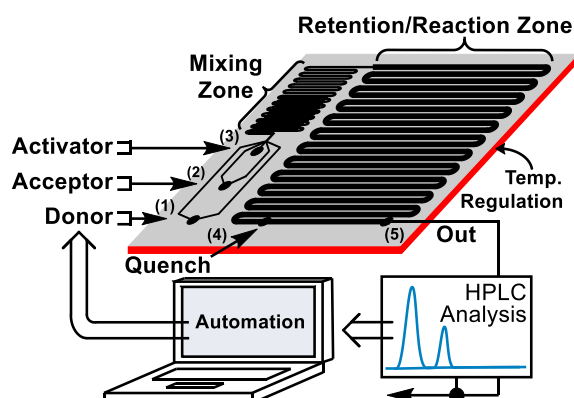 Retention/Reaction Zone
Mixing
Zone
Activator
(3)
Acceptor
(2)
Donor
(1)
Temp.
Regulation
(4)
(5)
Out
Quench
Automation
HPLC
Analysis